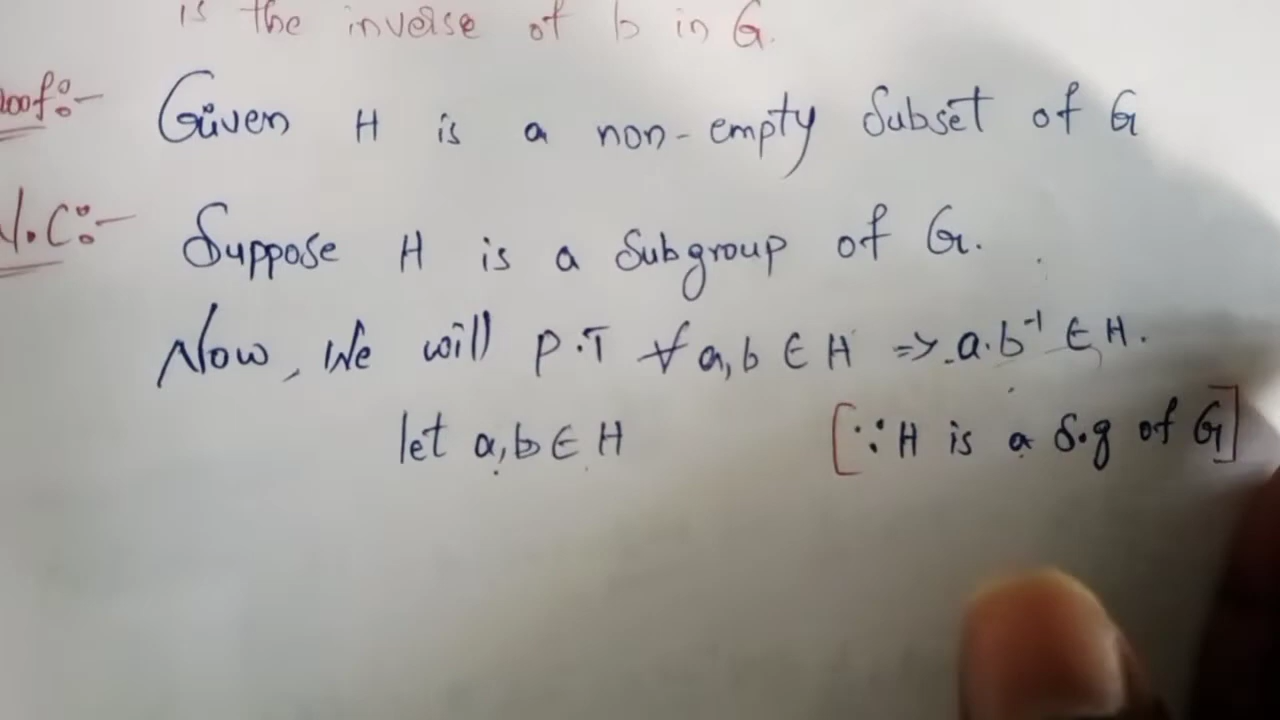 is the inverse of b in G.
oof:- Given H is a non-empty Subset of G
N.C:- Suppose H is a Subgroup of G.
Now, We will P.T ∀ a,b ∈ H => a.b⁻¹ ∈ H.
let a,b ∈ H [∵ H is a S.g of G]